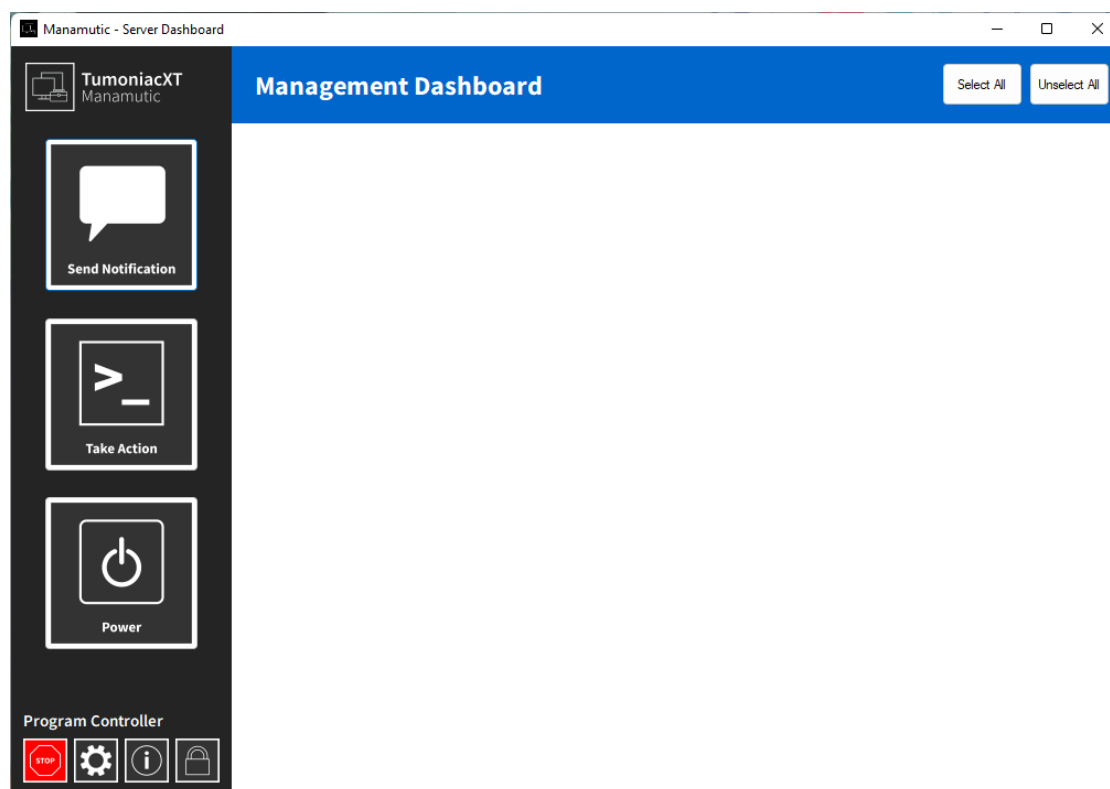 Manamutic - Server Dashboard
TumoniacXT
Manamutic
Management Dashboard
Select All
Unselect All
Send Notification
>_
Take Action
Power
Program Controller
STOP
i